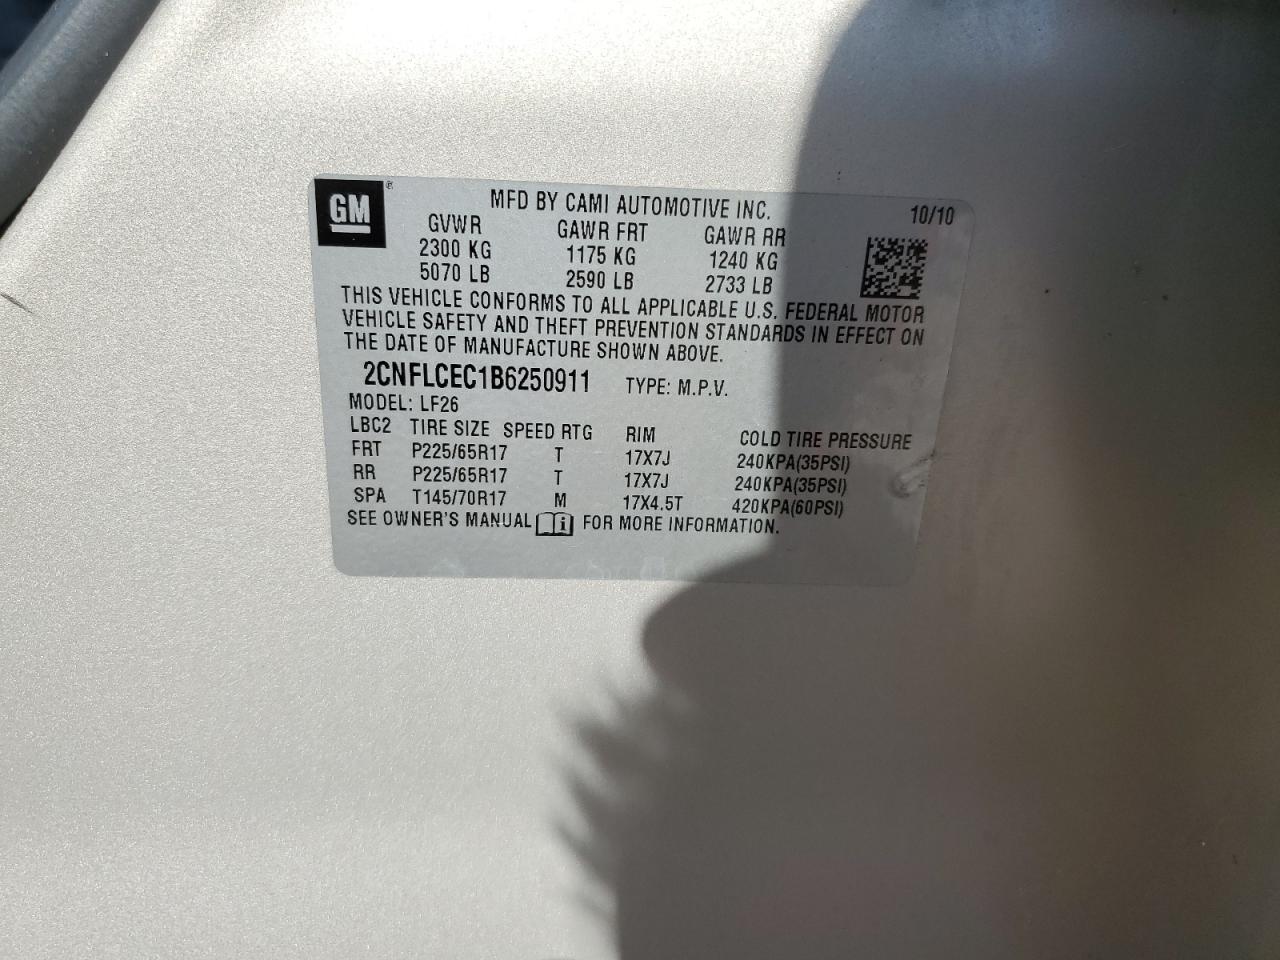 GM ®
MFD BY CAMI AUTOMOTIVE INC. 10/10
GVWR GAWR FRT GAWR RR
2300 KG 1175 KG 1240 KG
5070 LB 2590 LB 2733 LB
THIS VEHICLE CONFORMS TO ALL APPLICABLE U.S. FEDERAL MOTOR
VEHICLE SAFETY AND THEFT PREVENTION STANDARDS IN EFFECT ON
THE DATE OF MANUFACTURE SHOWN ABOVE.
2CNFLCEC1B6250911 TYPE: M.P.V.
MODEL: LF26
LBC2 TIRE SIZE SPEED RTG RIM COLD TIRE PRESSURE
FRT P225/65R17 T 17X7J 240KPA(35PSI)
RR P225/65R17 T 17X7J 240KPA(35PSI)
SPA T145/70R17 M 17X4.5T 420KPA(60PSI)
SEE OWNER'S MANUAL i FOR MORE INFORMATION.